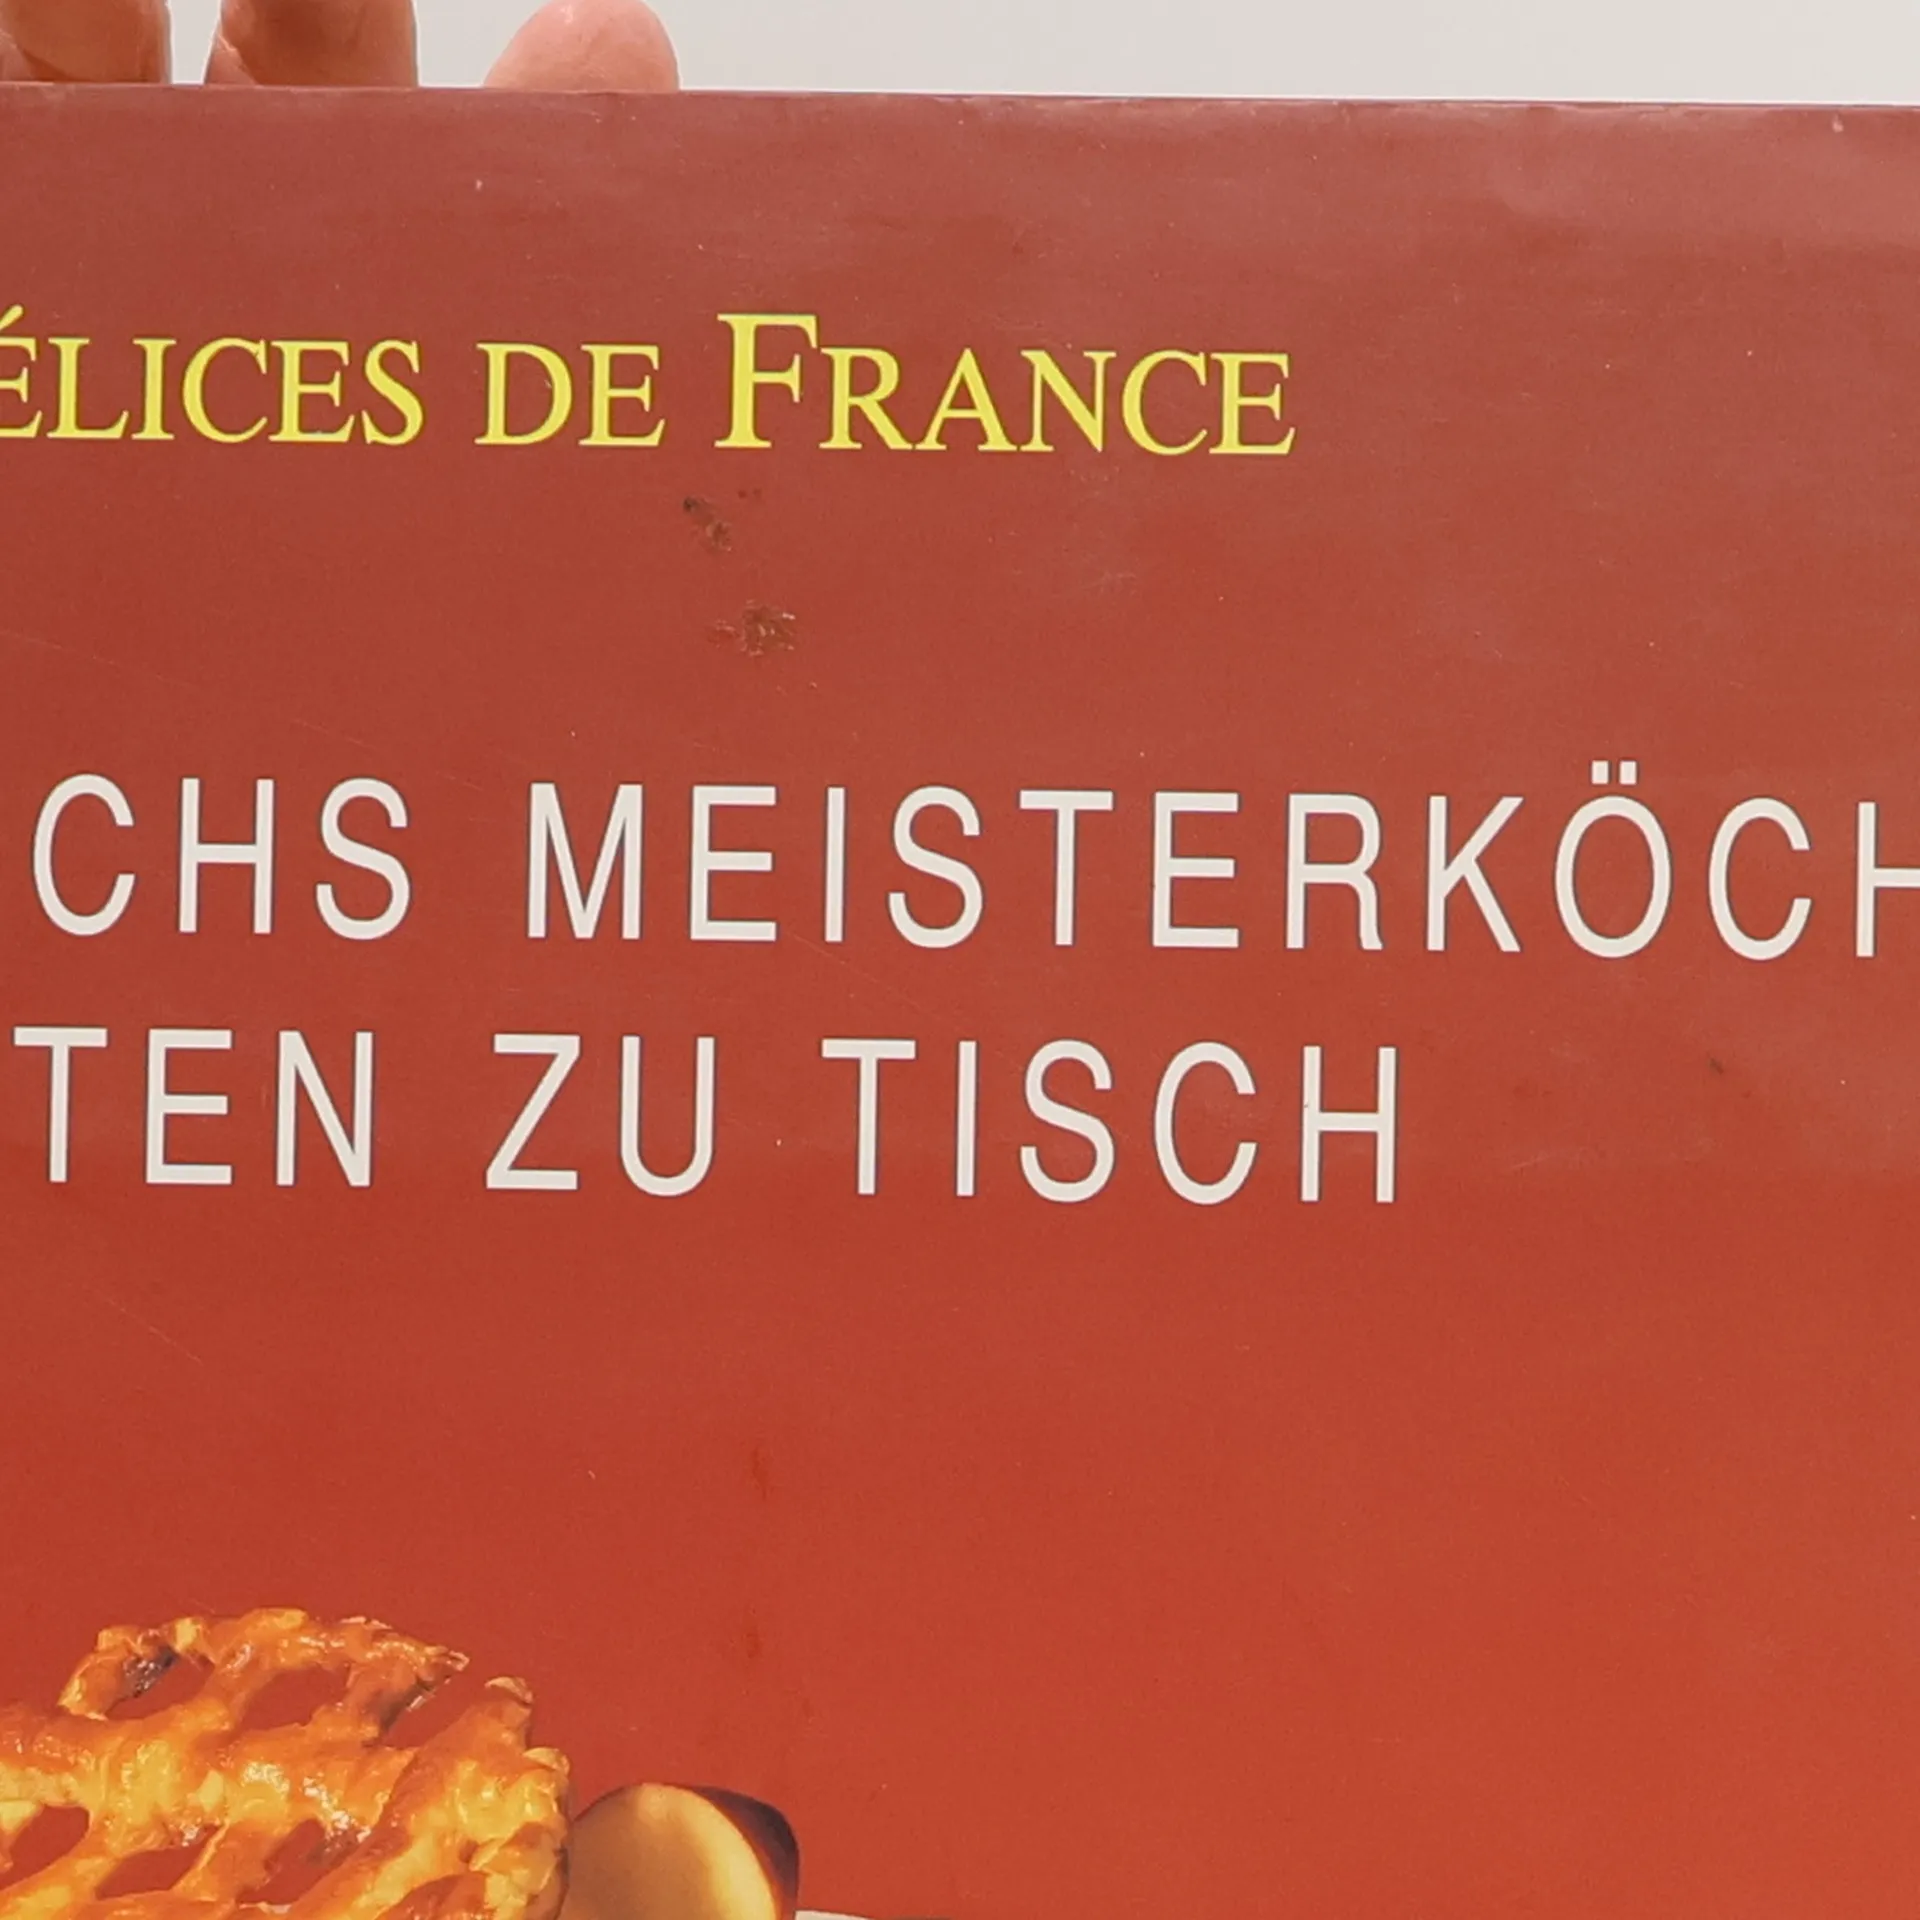 ÉLICES DE FRANCE
CHS MEISTERKÖCH
TEN ZU TISCH